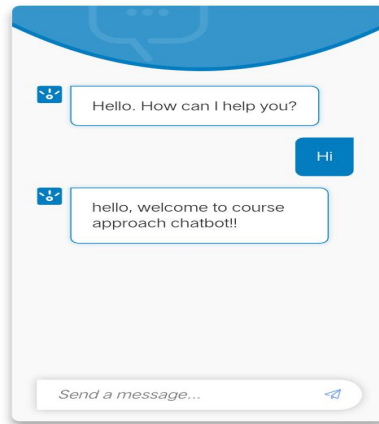 Hello. How can I help you?
Hi
hello, welcome to course
approach chatbot!!
Send a message...